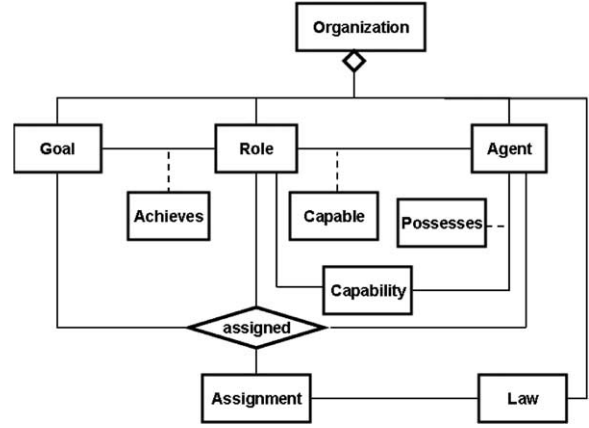 Organization
Goal
Role
Agent
Achieves
Capable
Possesses
Capability
assigned
Assignment
Law